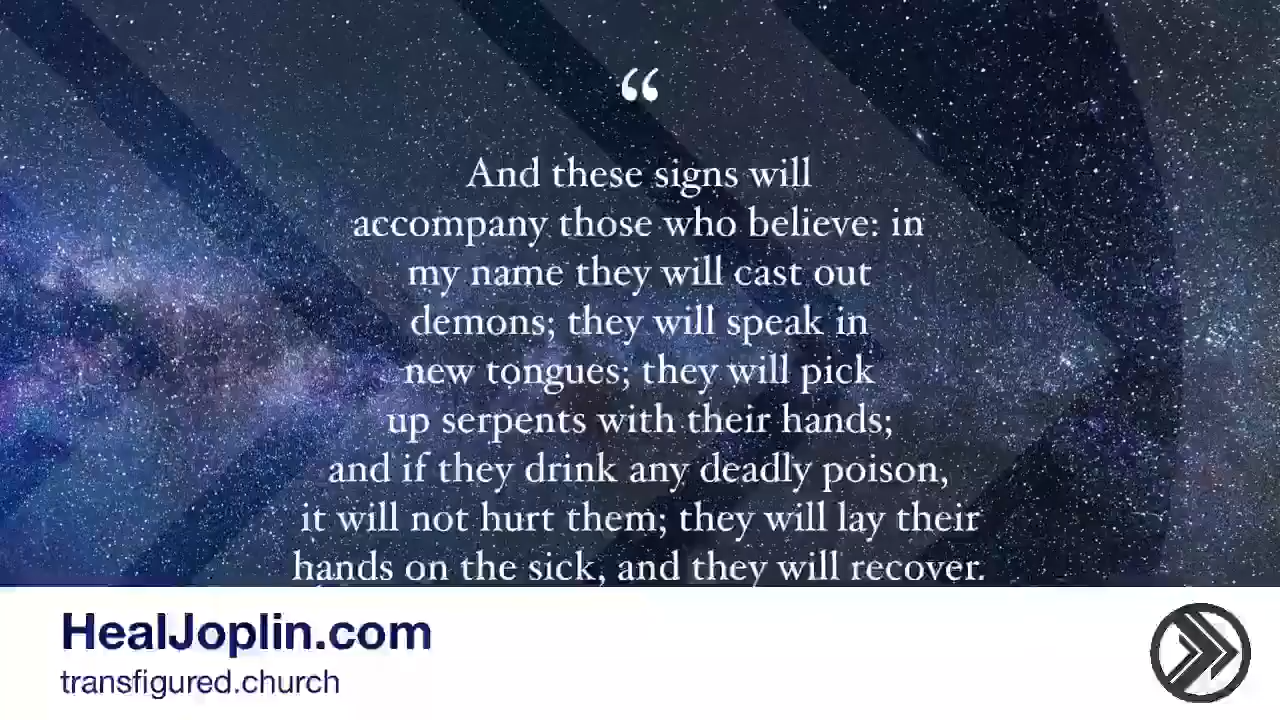 “
And these signs will
accompany those who believe: in
my name they will cast out
demons; they will speak in
new tongues; they will pick
up serpents with their hands;
and if they drink any deadly poison,
it will not hurt them; they will lay their
hands on the sick, and they will recover.
HealJoplin.com
transfigured.church